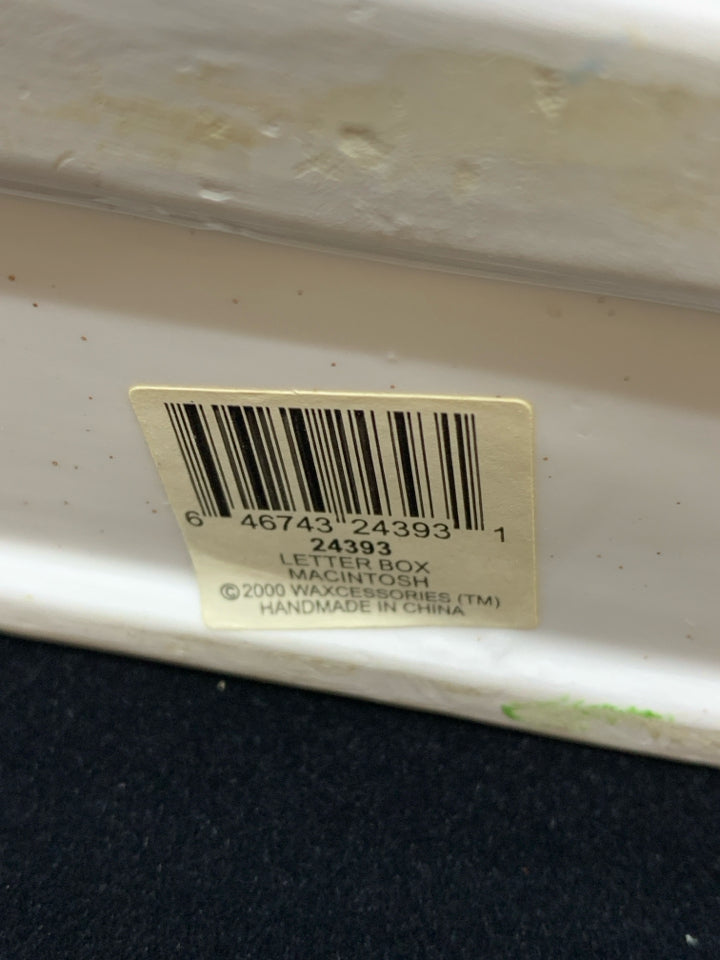 6 46743 24393 1
24393
LETTER BOX
MACINTOSH
©2000 WAXCESSORIES (TM)
HANDMADE IN CHINA